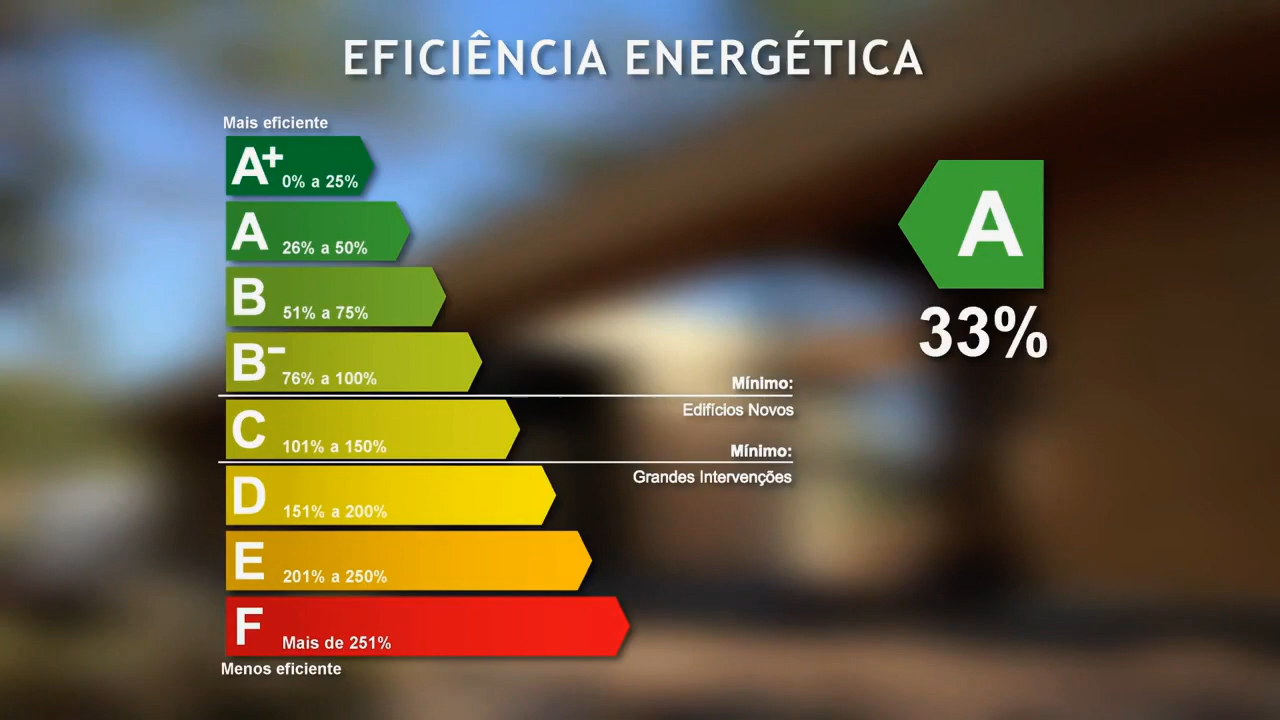 EFICIÊNCIA ENERGÉTICA
Mais eficiente
A+ 0% a 25%
A 26% a 50%
B 51% a 75%
B- 76% a 100%
Mínimo:
Edifícios Novos
C 101% a 150%
Mínimo:
Grandes Intervenções
D 151% a 200%
E 201% a 250%
F Mais de 251%
Menos eficiente
A
33%